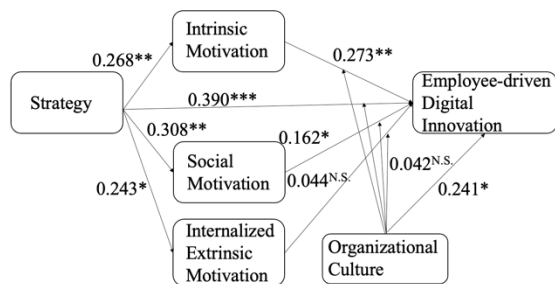 Intrinsic
Motivation
0.268**
0.273**
Employee-driven
Digital
Innovation
Strategy
0.390***
0.308**
0.162*
Social
Motivation
0.042N.S.
0.044N.S.
0.243*
0.241*
Internalized
Extrinsic
Motivation
Organizational
Culture